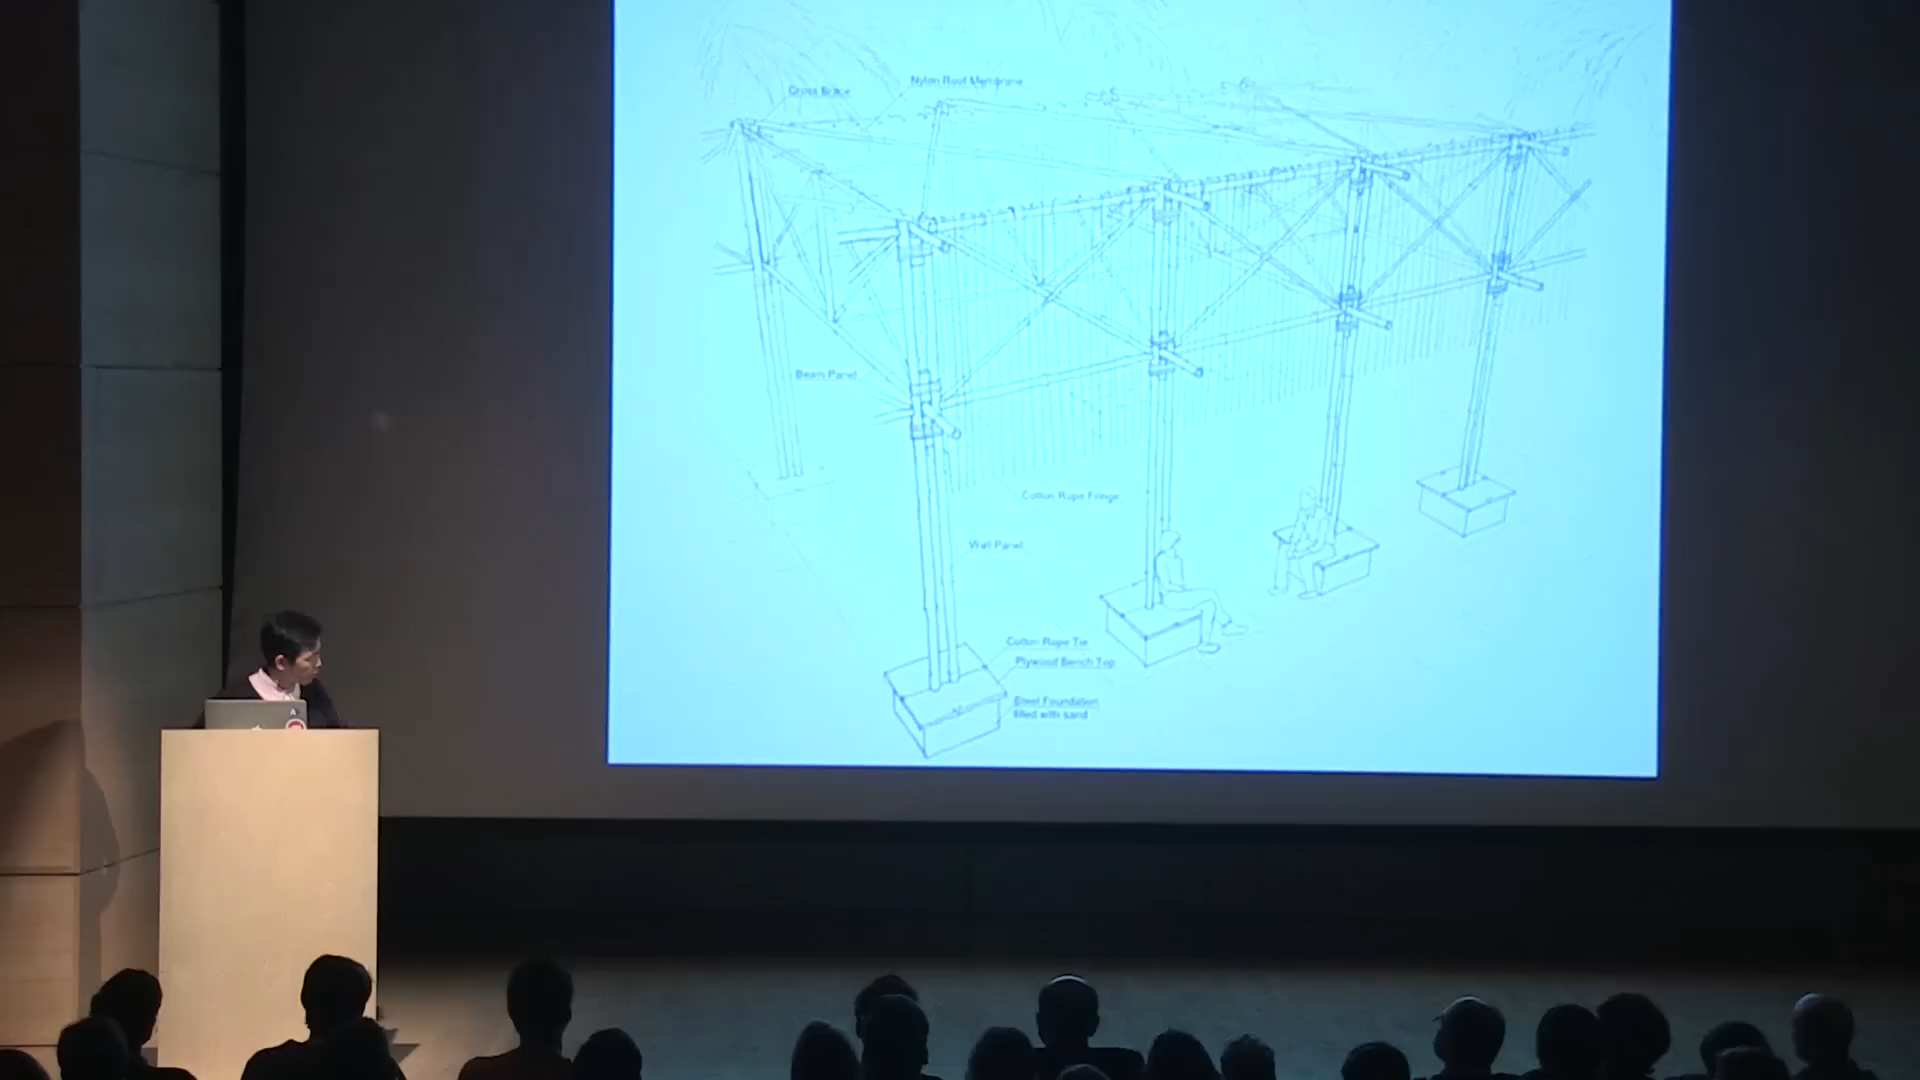 Nylon Roof Membrane
Cross Brace
Beam Panel
Cotton Rope Fringe
Wall Panel
Cotton Rope Tie
Plywood Bench Top
Steel Foundation
filled with sand